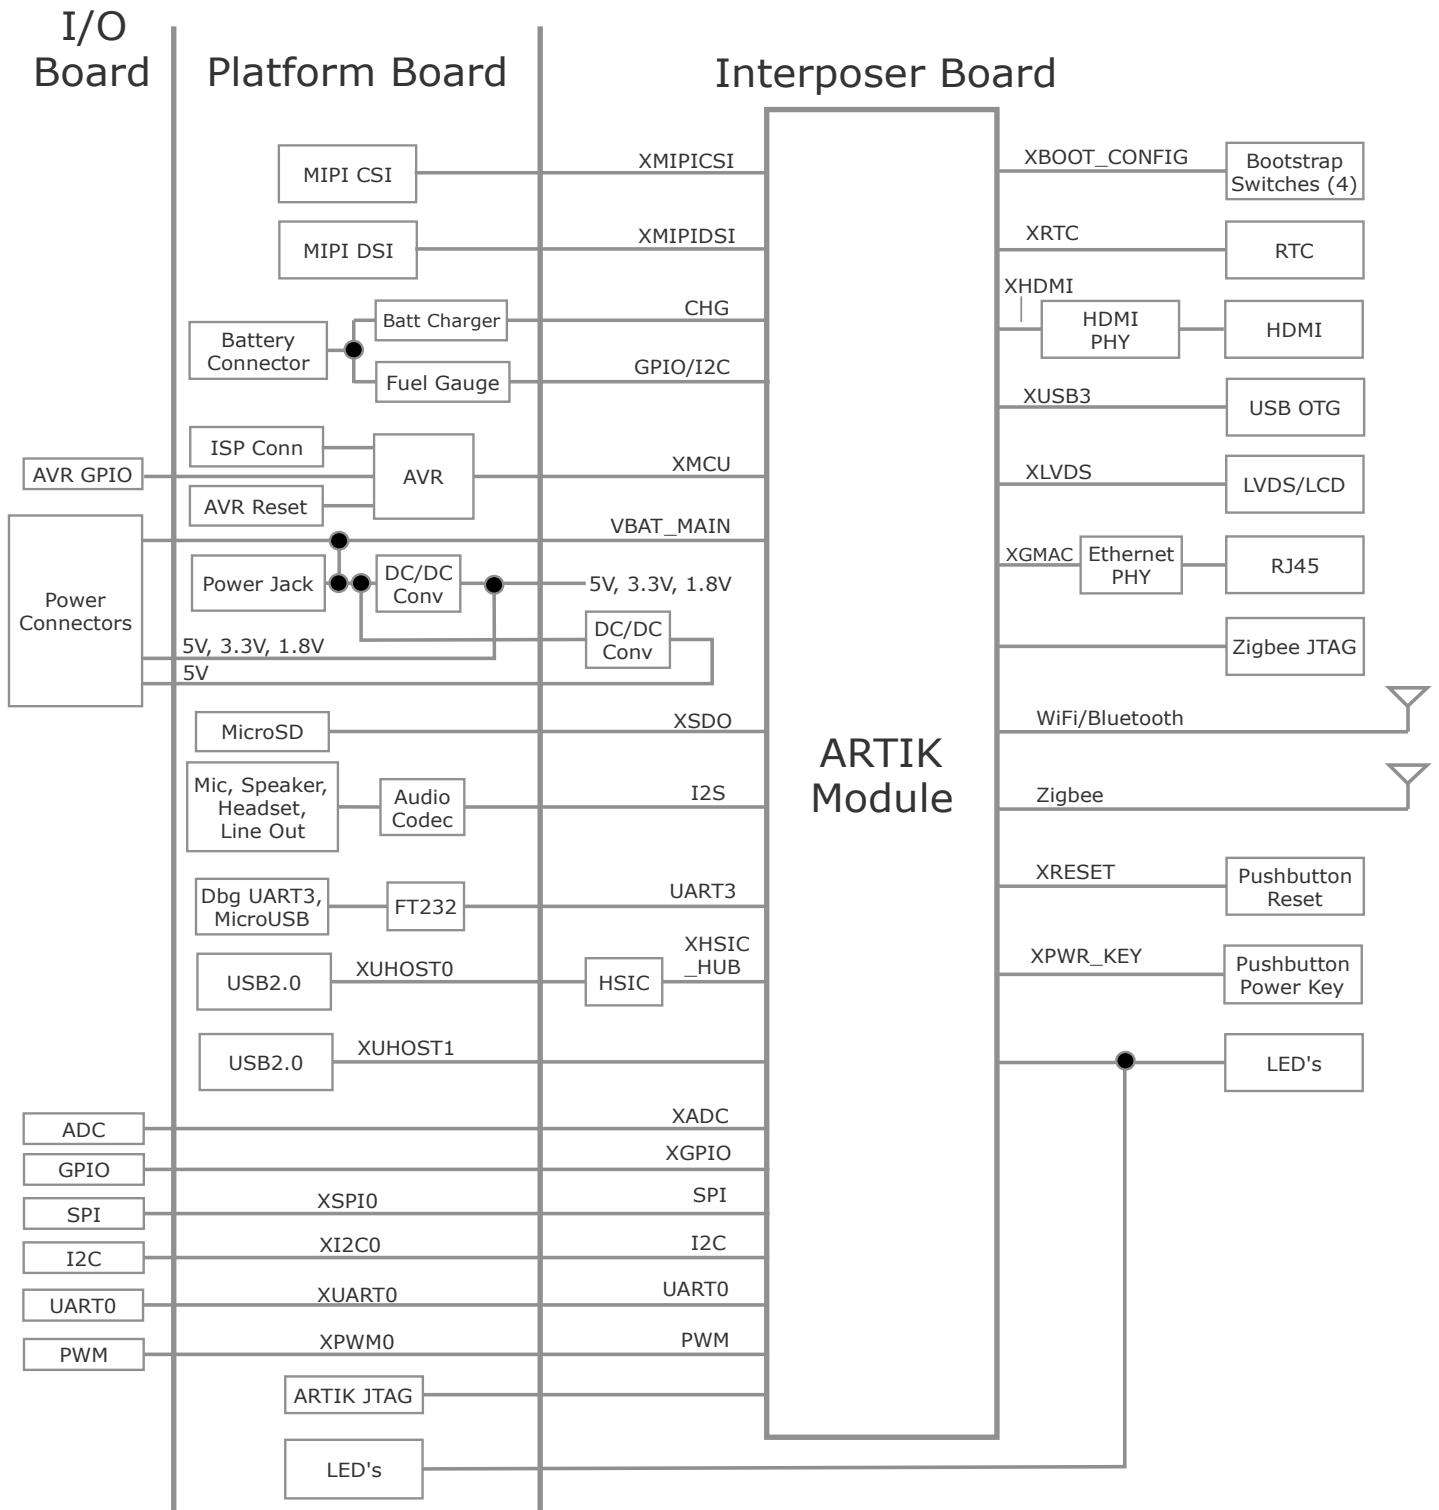 I/O
Board
Platform Board
Interposer Board
MIPI CSI
XMIPICSI
MIPI DSI
XMIPIDSI
Battery
Connector
Batt Charger
CHG
Fuel Gauge
GPIO/I2C
ISP Conn
AVR GPIO
AVR
XMCU
AVR Reset
VBAT_MAIN
Power
Connectors
Power Jack
DC/DC
Conv
5V, 3.3V, 1.8V
DC/DC
Conv
5V, 3.3V, 1.8V
5V
MicroSD
XSDO
Mic, Speaker,
Headset,
Line Out
Audio
Codec
I2S
Dbg UART3,
MicroUSB
FT232
UART3
USB2.0
XUHOST0
HSIC
XHSIC
_HUB
USB2.0
XUHOST1
ADC
XADC
GPIO
XGPIO
SPI
XSPI0
SPI
I2C
XI2C0
I2C
UART0
XUART0
UART0
PWM
XPWM0
PWM
ARTIK JTAG
LED's
ARTIK
Module
XBOOT_CONFIG
Bootstrap
Switches (4)
XRTC
RTC
XHDMI
HDMI
PHY
HDMI
XUSB3
USB OTG
XLVDS
LVDS/LCD
XGMAC
Ethernet
PHY
RJ45
Zigbee JTAG
WiFi/Bluetooth
Zigbee
XRESET
Pushbutton
Reset
XPWR_KEY
Pushbutton
Power Key
LED's